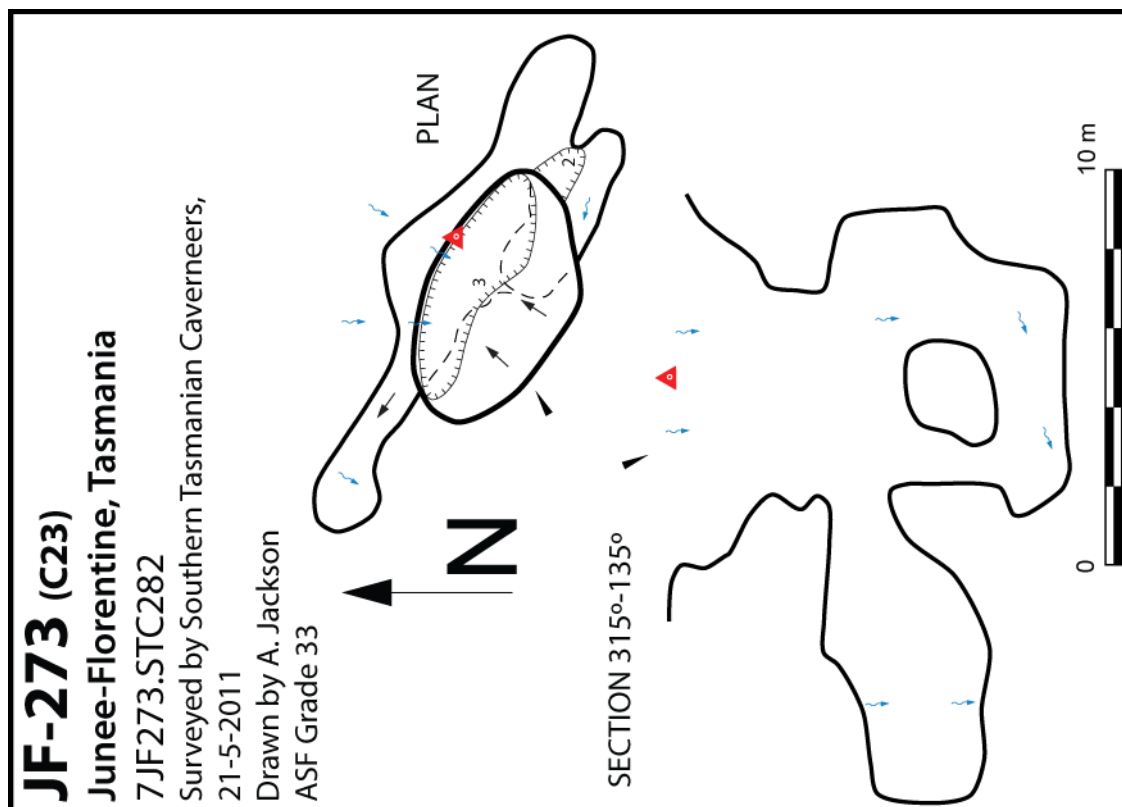 JF-273 (C23)
Junee-Florentine, Tasmania
7JF273.STC282
Surveyed by Southern Tasmanian Caverneers,
21-5-2011
Drawn by A. Jackson
ASF Grade 33
N
PLAN
2
3
SECTION 315º-135º
0
10 m